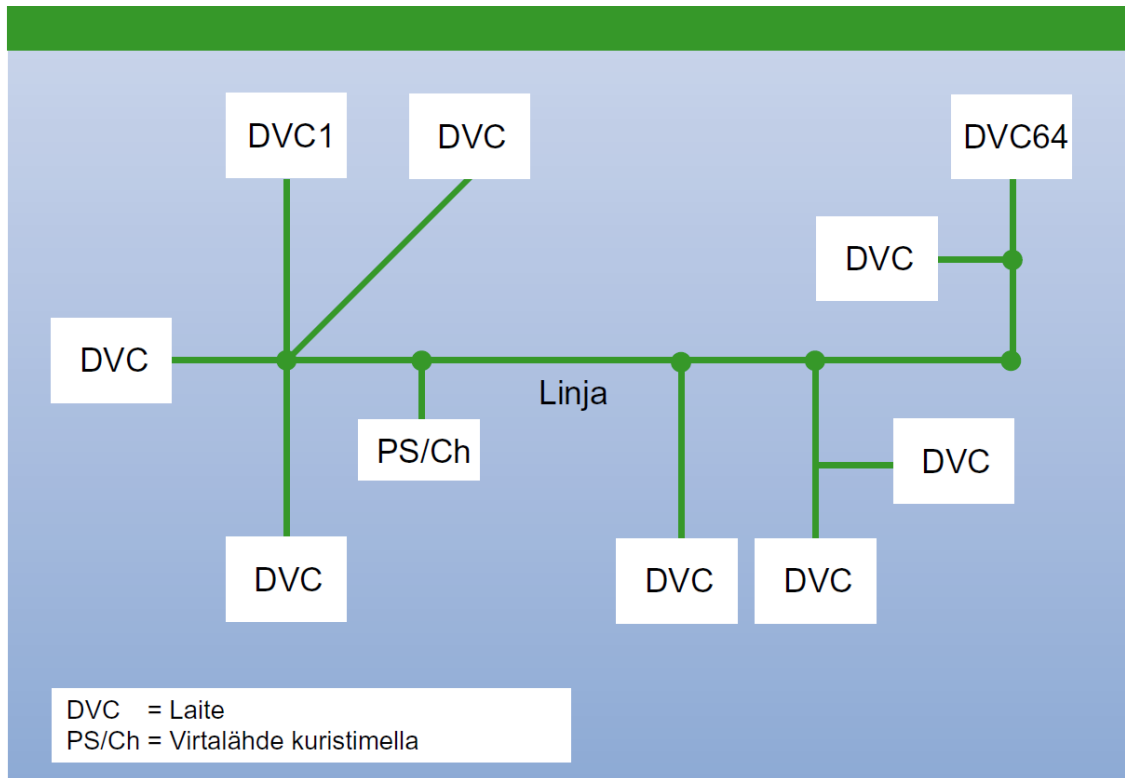 DVC1
DVC
DVC64
DVC
DVC
Linja
PS/Ch
DVC
DVC
DVC
DVC
DVC = Laite
PS/Ch = Virtalähde kuristimella